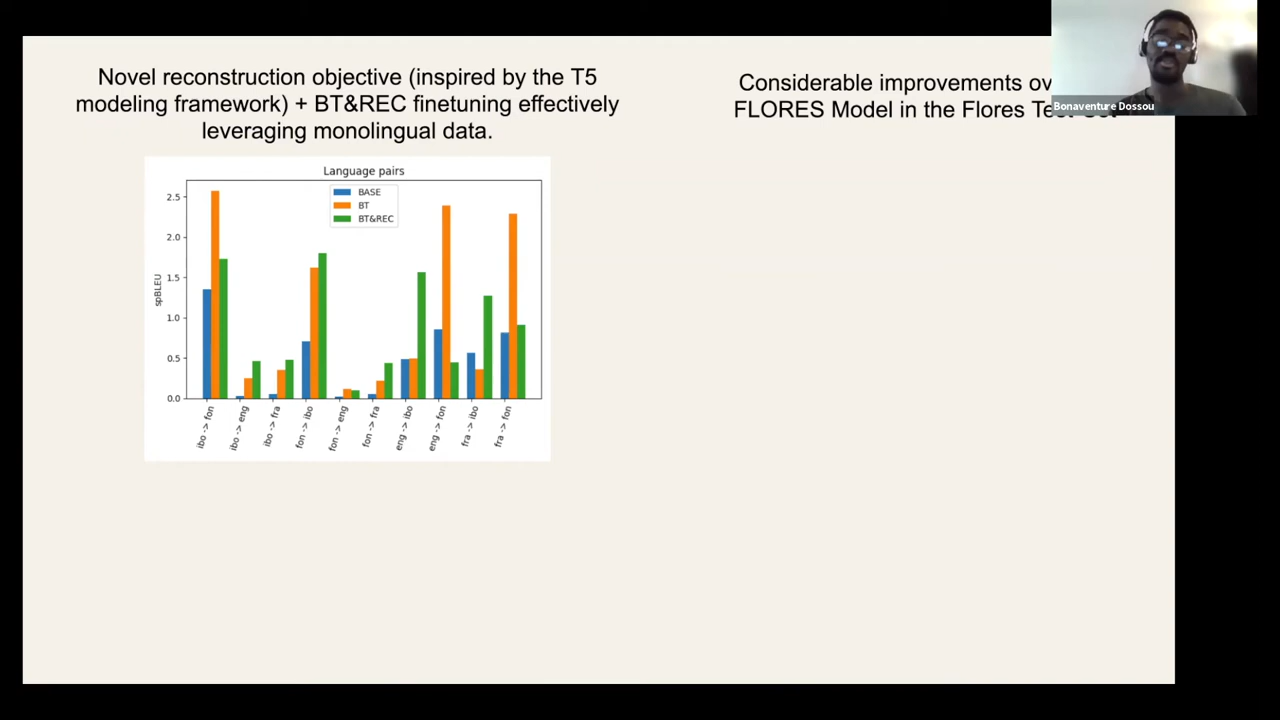 Novel reconstruction objective (inspired by the T5
modeling framework) + BT&REC finetuning effectively
leveraging monolingual data.
Considerable improvements
FLORES Model in the Flores
Bonaventure Dossou
Language pairs
BASE
BT
BT&REC
spBLEU
2.5
2.0
1.5
1.0
0.5
0.0
ibo -> fon
ibo -> eng
ibo -> fra
fon -> ibo
fon -> eng
fon -> fra
eng -> ibo
eng -> fon
fra -> ibo
fra -> fon